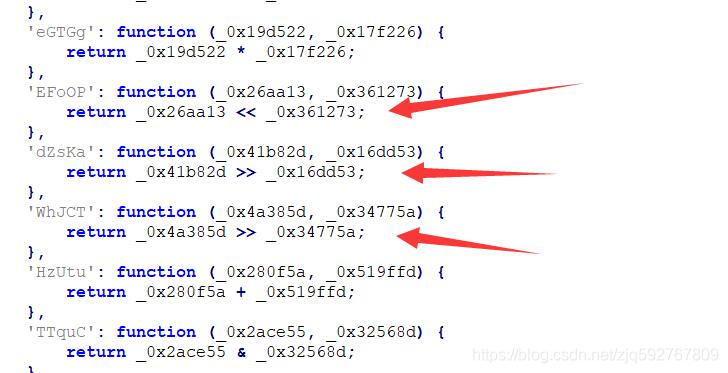 },
'eGTGg': function (_0x19d522, _0x17f226) {
return _0x19d522 * _0x17f226;
},
'EFoOP': function (_0x26aa13, _0x361273) {
return _0x26aa13 << _0x361273;
},
'dZsKa': function (_0x41b82d, _0x16dd53) {
return _0x41b82d >> _0x16dd53;
},
'WhJCT': function (_0x4a385d, _0x34775a) {
return _0x4a385d >> _0x34775a;
},
'HzUtu': function (_0x280f5a, _0x519ffd) {
return _0x280f5a + _0x519ffd;
},
'TTquC': function (_0x2ace55, _0x32568d) {
return _0x2ace55 & _0x32568d;
},
https://blog.csdn.net/zjq592767809